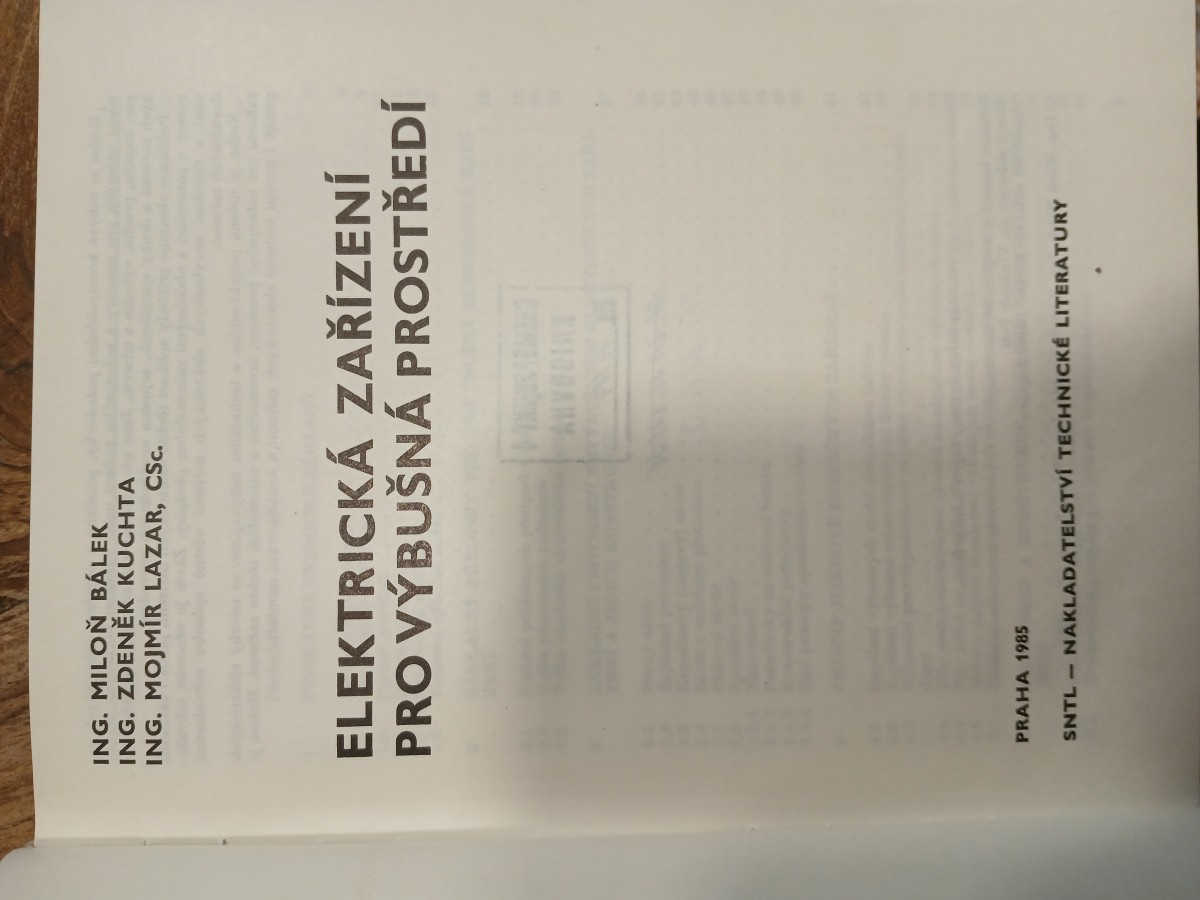 ING. MILOŇ BÁLEK
ING. ZDENĚK KUCHTA
ING. MOJMÍR LAZAR, CSc.
ELEKTRICKÁ ZAŘÍZENÍ
PRO VÝBUŠNÁ PROSTŘEDÍ
PRAHA 1985
SNTL — NAKLADATELSTVÍ TECHNICKÉ LITERATURY